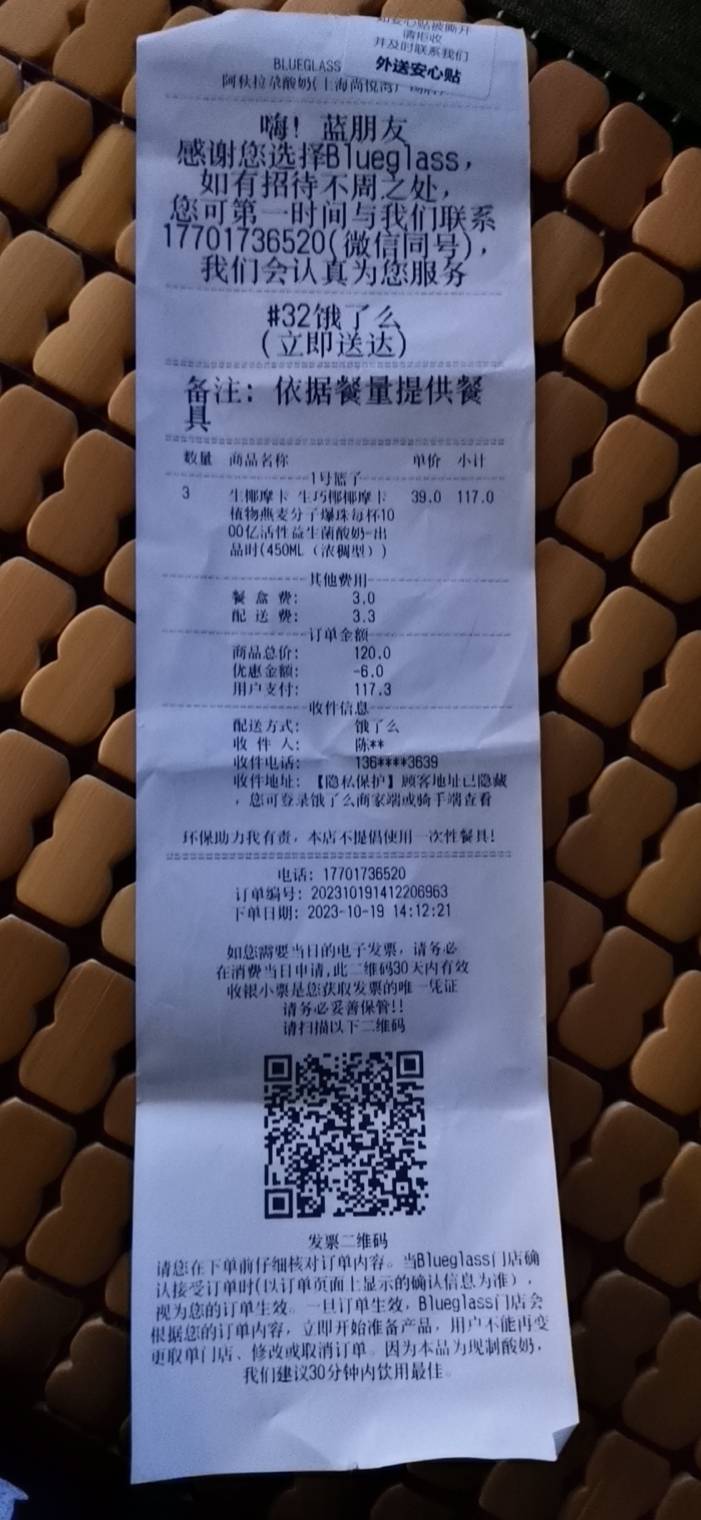 如安心贴被撕开
请拒收
并及时联系我们
外送安心贴
BLUEGLASS
阿秋拉尕酸奶(上海尚悦湾
嗨！蓝朋友
感谢您选择Blueglass，
如有招待不周之处，
您可第一时间与我们联系
17701736520(微信同号)，
我们会认真为您服务
#32饿了么
(立即送达)
备注：依据餐量提供餐
具
数量 商品名称 单价 小计
1号篮子
3 生椰摩卡 生巧椰椰摩卡 39.0 117.0
植物燕麦分子爆珠每杯10
00亿活性益生菌酸奶-出
品时(450ML（浓稠型）)
其他费用
餐 盒 费： 3.0
配 送 费： 3.3
订单金额
商品总价： 120.0
优惠金额： -6.0
用户支付： 117.3
收件信息
配送方式： 饿了么
收 件 人： 陈**
收件电话： 136****3639
收件地址：【隐私保护】顾客地址已隐藏
，您可登录饿了么商家端或骑手端查看
环保助力我有责，本店不提倡使用一次性餐具！
电话：17701736520
订单编号：202310191412206963
下单日期：2023-10-19 14:12:21
如您需要当日的电子发票，请务必
在消费当日申请,此二维码30天内有效
收银小票是您获取发票的唯一凭证
请务必妥善保管!!
请扫描以下二维码
发票二维码
请您在下单前仔细核对订单内容。当Blueglass门店确
认接受订单时(以订单页面上显示的确认信息为准)，
视为您的订单生效。一旦订单生效，Blueglass门店会
根据您的订单内容，立即开始准备产品，用户不能再变
更取单门店、修改或取消订单。因为本品为现制酸奶，
我们建议30分钟内饮用最佳。